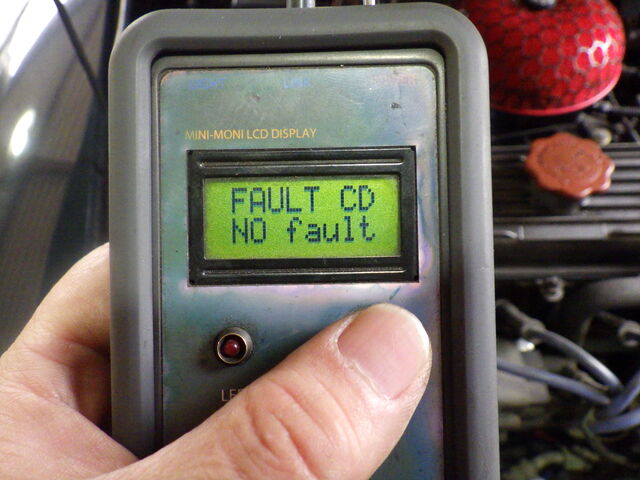 MINI-MONI LCD DISPLAY
FAULT CD
NO fault